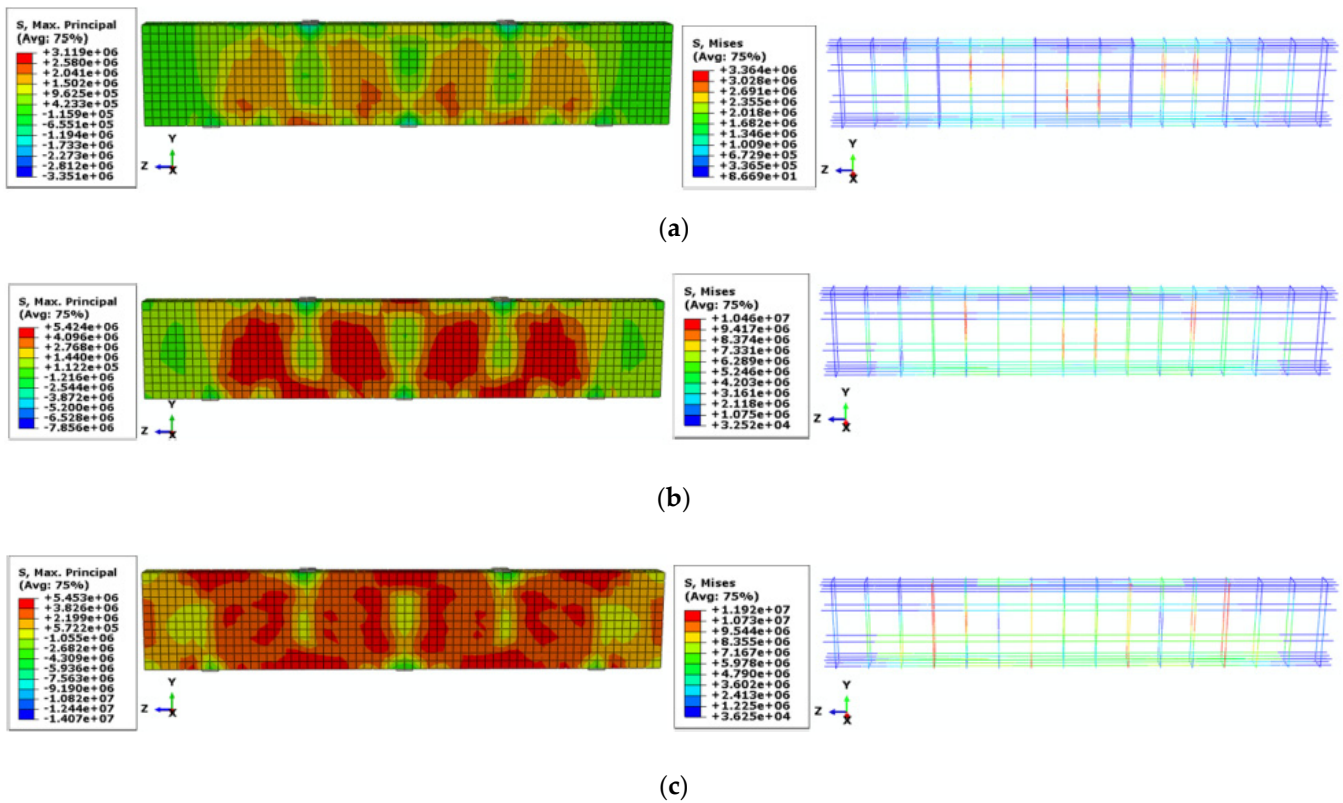 S, Max. Principal
(Avg: 75%)
+3.119e+06
+2.580e+06
+2.041e+06
+1.502e+06
+9.625e+05
+4.233e+05
-1.159e+05
-6.551e+05
-1.194e+06
-1.733e+06
-2.273e+06
-2.812e+06
-3.351e+06
Y
Z
X
S, Mises
(Avg: 75%)
+3.364e+06
+3.028e+06
+2.691e+06
+2.355e+06
+2.018e+06
+1.682e+06
+1.346e+06
+1.009e+06
+6.729e+05
+3.365e+05
+8.669e+01
Y
Z
X
(a)
S, Max. Principal
(Avg: 75%)
+5.424e+06
+4.096e+06
+2.768e+06
+1.440e+06
+1.122e+05
-1.216e+06
-2.544e+06
-3.872e+06
-5.200e+06
-6.528e+06
-7.856e+06
Y
Z
X
S, Mises
(Avg: 75%)
+1.046e+07
+9.417e+06
+8.374e+06
+7.331e+06
+6.289e+06
+5.246e+06
+4.203e+06
+3.161e+06
+2.118e+06
+1.075e+06
+3.252e+04
Y
Z
X
(b)
S, Max. Principal
(Avg: 75%)
+5.453e+06
+3.826e+06
+2.199e+06
+5.722e+05
-1.055e+06
-2.682e+06
-4.309e+06
-5.936e+06
-7.563e+06
-9.190e+06
-1.082e+07
-1.244e+07
-1.407e+07
Y
Z
X
S, Mises
(Avg: 75%)
+1.192e+07
+1.073e+07
+9.544e+06
+8.355e+06
+7.167e+06
+5.978e+06
+4.790e+06
+3.602e+06
+2.413e+06
+1.225e+06
+3.625e+04
Y
Z
X
(c)